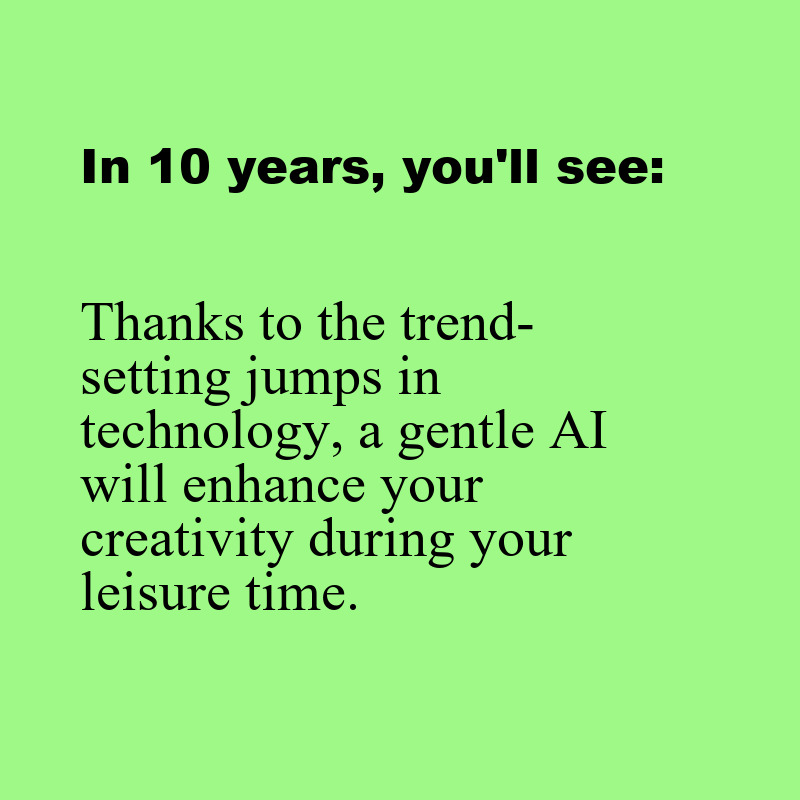 In 10 years, you'll see:
Thanks to the trend-
setting jumps in
technology, a gentle AI
will enhance your
creativity during your
leisure time.